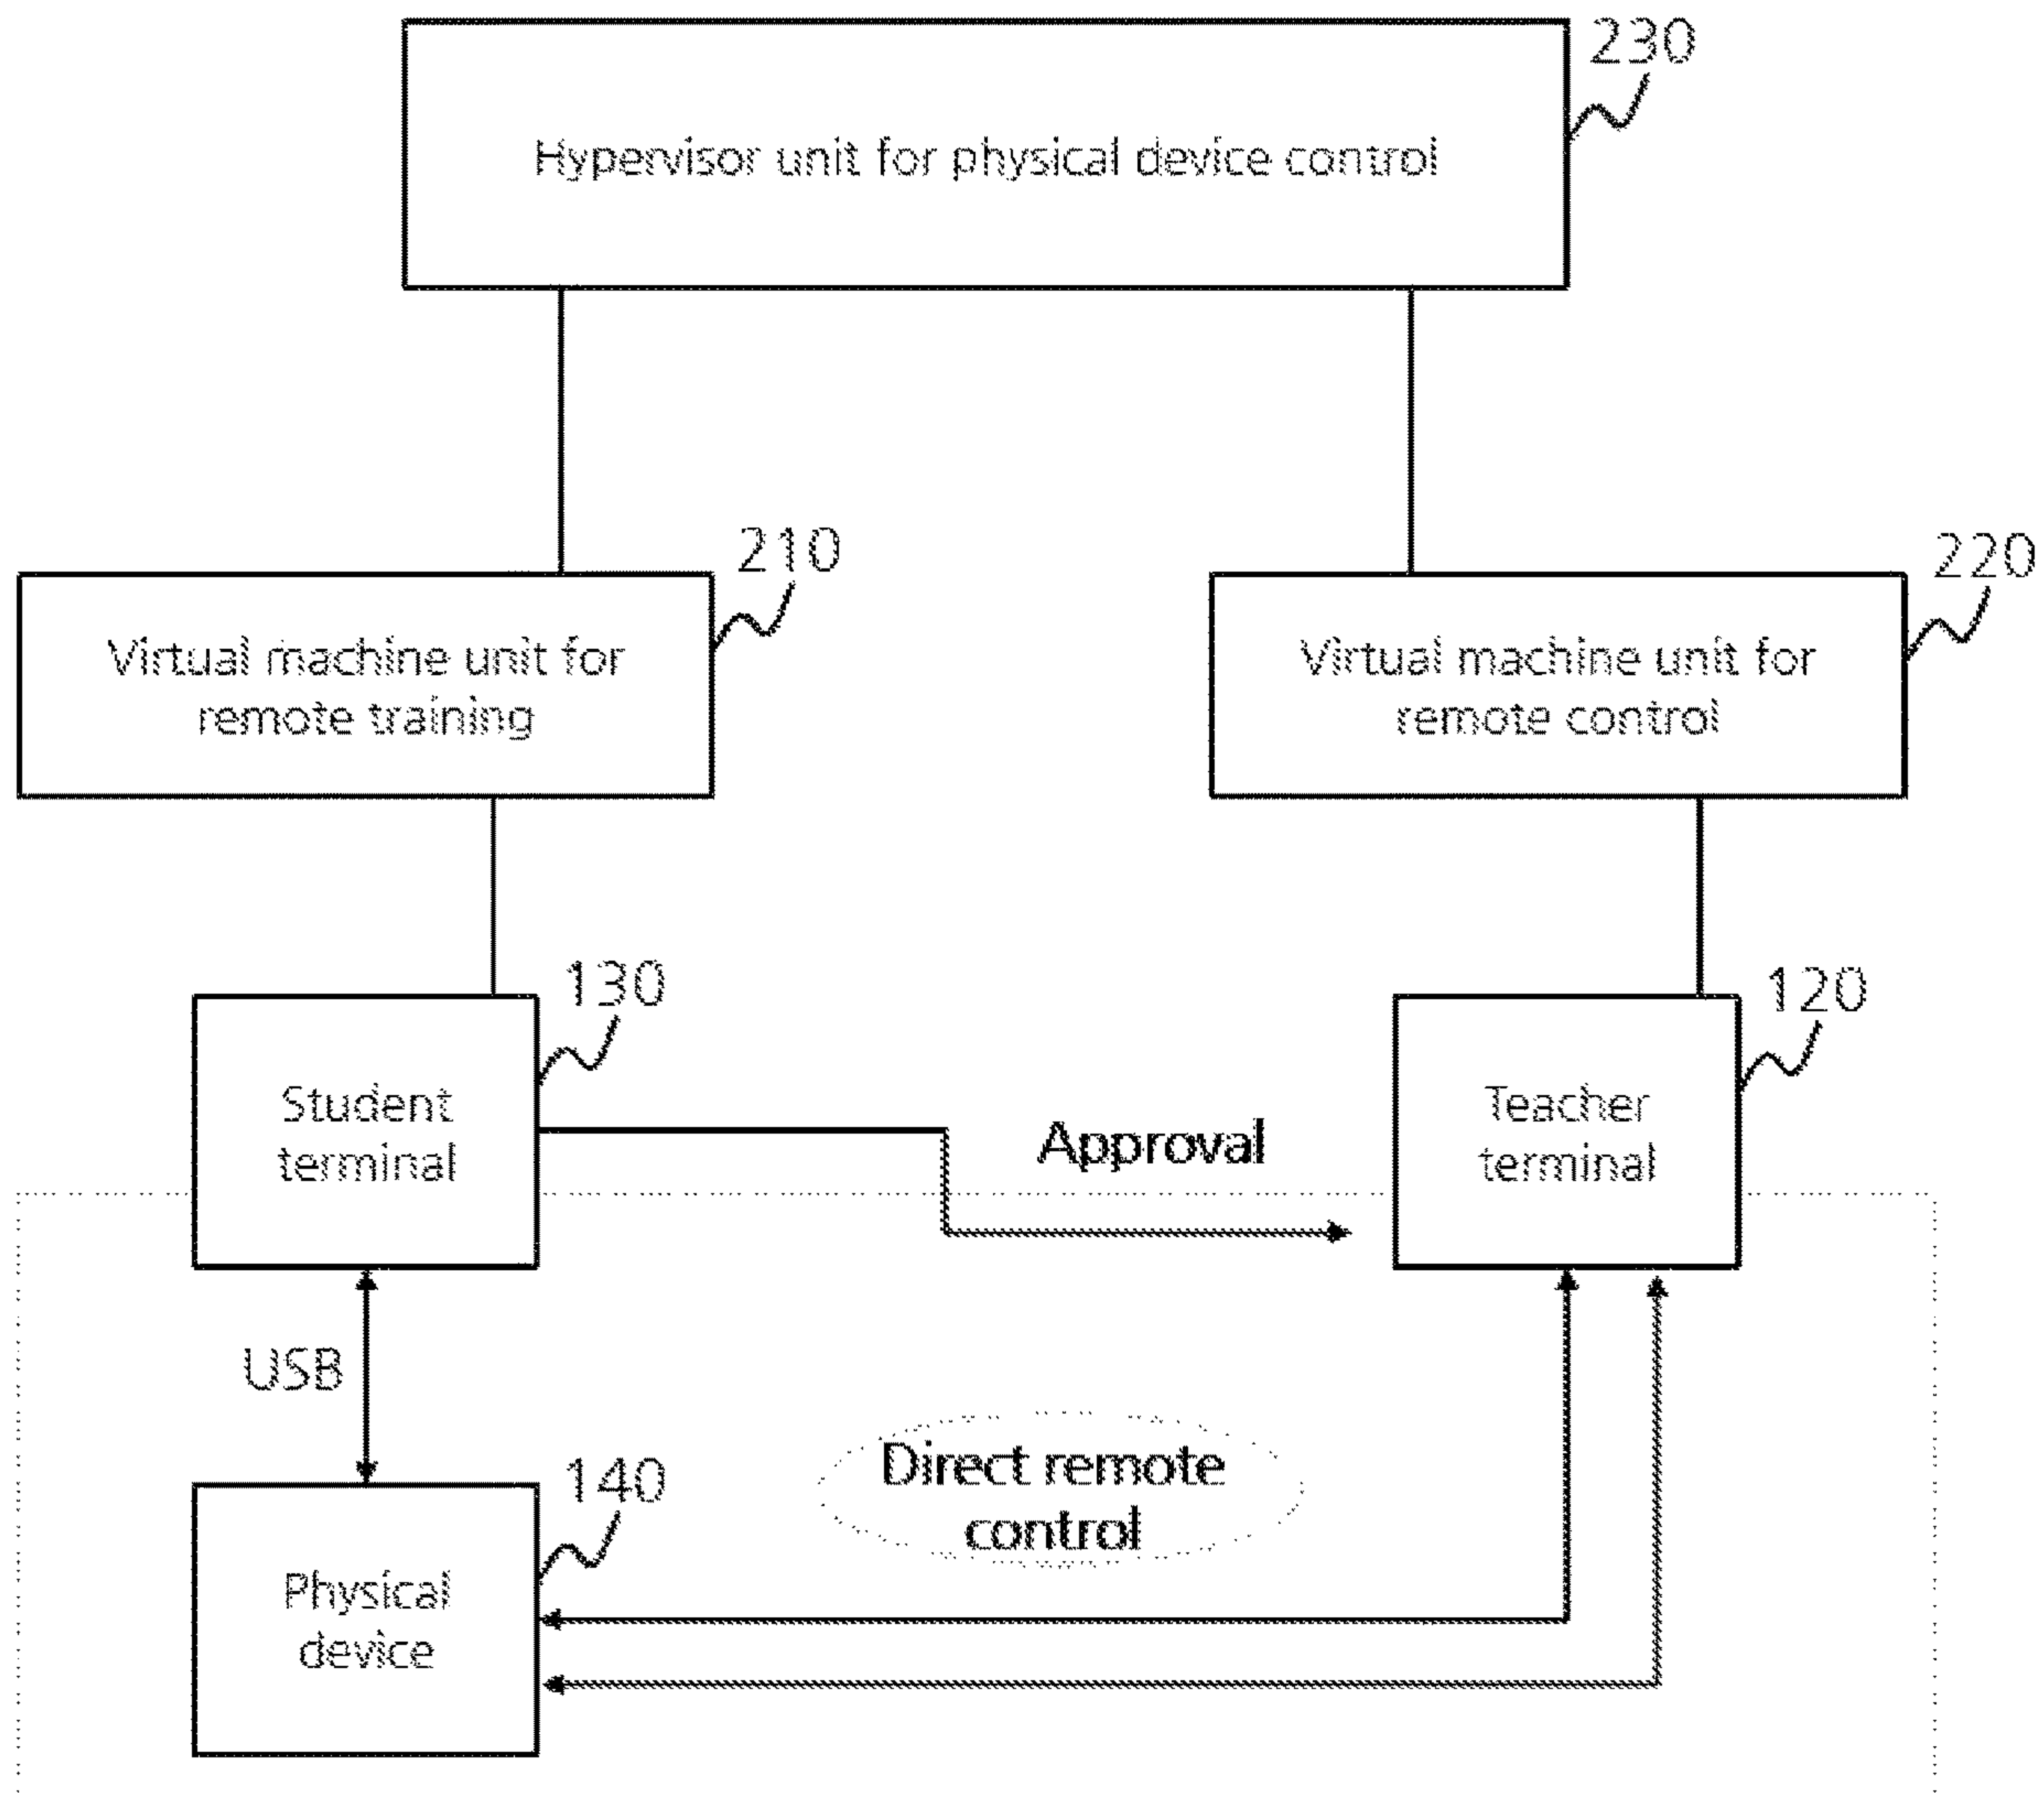 230
Hypervisor unit for physical device control
210
220
Virtual machine unit for
remote training
Virtual machine unit for
remote control
130
120
Student
terminal
Approval
Teacher
terminal
USB
140
Direct remote
control
Physical
device